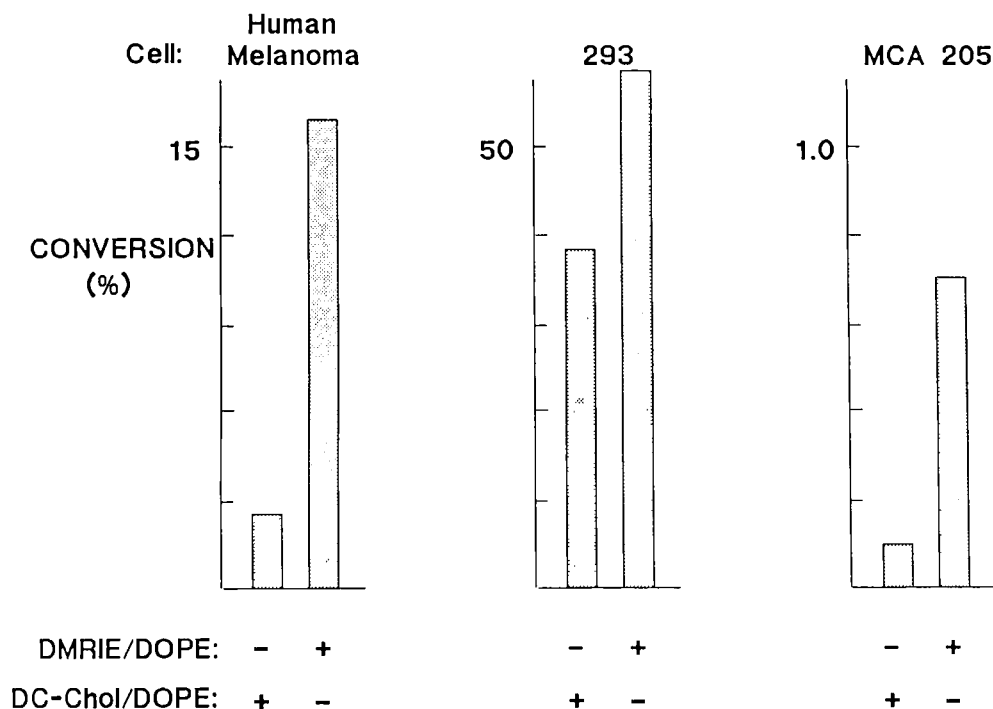 Cell: Human Melanoma 293 MCA 205
15 50 1.0
CONVERSION
(%)
DMRIE/DOPE: - + - + - +
DC-Chol/DOPE: + - + - + -